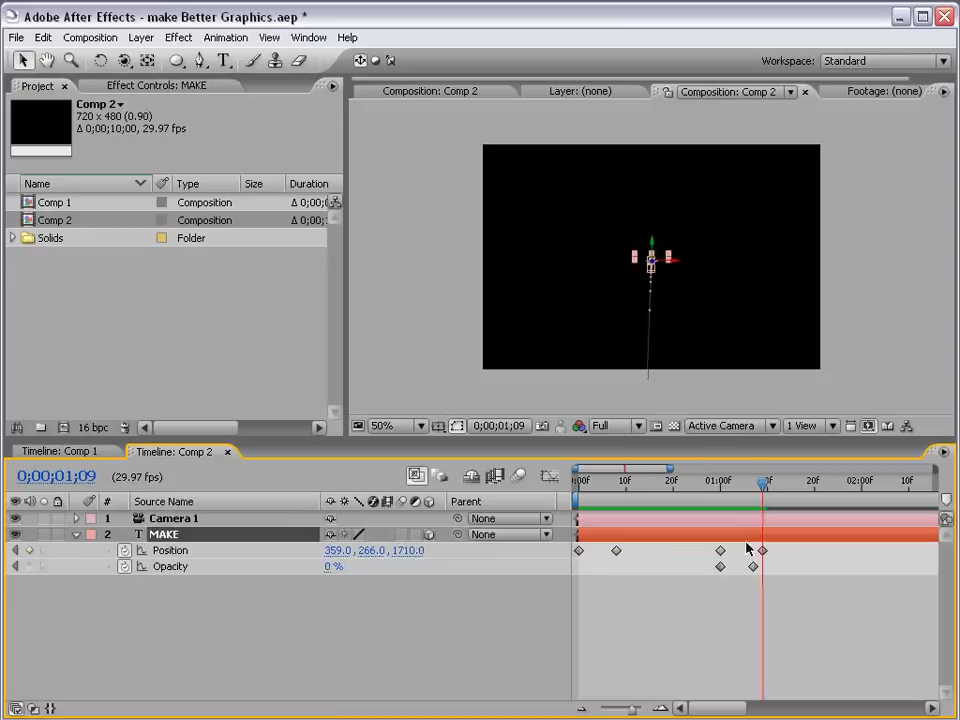 Adobe After Effects - make Better Graphics.aep *
File Edit Composition Layer Effect Animation View Window Help
T Workspace: Standard
Project × Effect Controls: MAKE
Composition: Comp 2 Layer: (none) Composition: Comp 2 × Footage: (none)
Comp 2
720 x 480 (0.90)
Δ 0;00;10;00, 29.97 fps
Name Type Size Duration
Comp 1 Composition Δ 0;00;
Comp 2 Composition Δ 0;00;
Solids Folder
16 bpc
50% 0;00;01;09 Full Active Camera 1 View
Timeline: Comp 1 Timeline: Comp 2 ×
0;00;01;09 (29.97 fps)
:00f 10f 01:00f 20f 02:00f 10f
# Source Name Parent
1 Camera 1 None
2 T MAKE None
Position 359.0, 266.0, 1710.0
Opacity 0 %